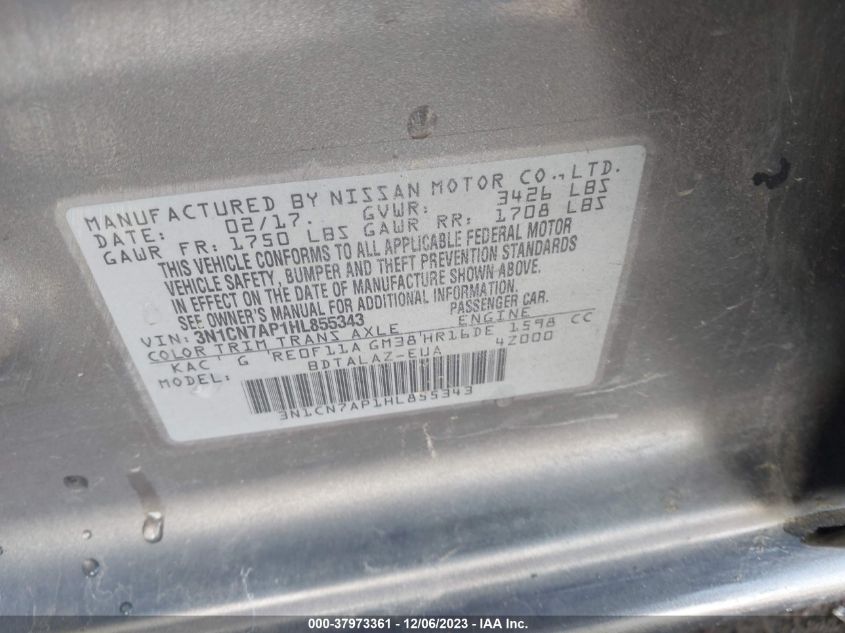 MANUFACTURED BY NISSAN MOTOR CO.,LTD.
DATE: 02/17. GVWR: 3426 LBS
GAWR FR: 1750 LBS GAWR RR: 1708 LBS
THIS VEHICLE CONFORMS TO ALL APPLICABLE FEDERAL MOTOR
VEHICLE SAFETY, BUMPER AND THEFT PREVENTION STANDARDS
IN EFFECT ON THE DATE OF MANUFACTURE SHOWN ABOVE.
SEE OWNER'S MANUAL FOR ADDITIONAL INFORMATION.
VIN: 3N1CN7AP1HL855343 PASSENGER CAR.
COLOR TRIM TRANS AXLE ENGINE
KAC G RE0F11A GM38 HR16DE 1598 CC
MODEL: BDTALAZ-EUA 4Z000
3N1CN7AP1HL855343
000-37973361 - 12/06/2023 - IAA Inc.